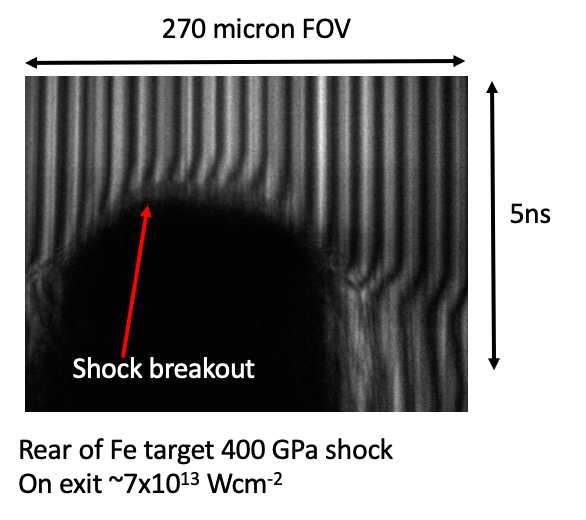 270 micron FOV
5ns
Shock breakout
Rear of Fe target 400 GPa shock
On exit ~7x10¹³ Wcm⁻²